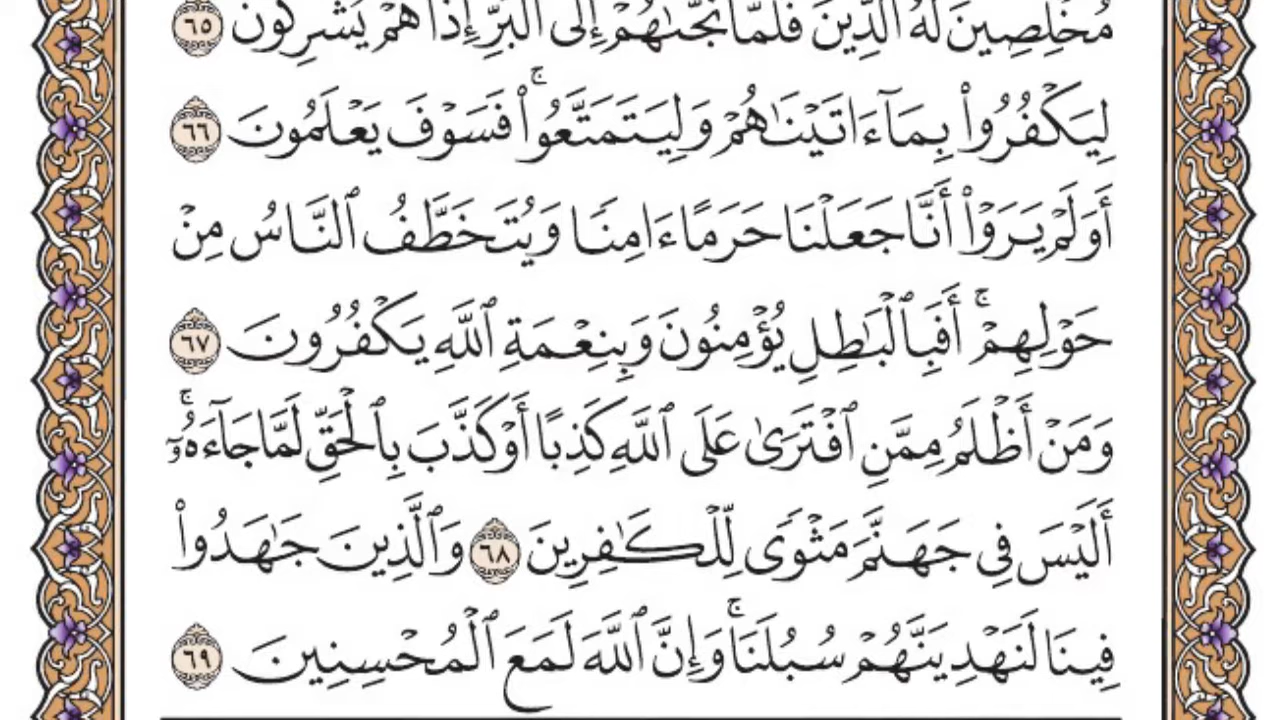 مُخۡلِصِينَ لَهُ ٱلدِّينَ فَلَمَّا نَجَّىٰهُمۡ إِلَى ٱلۡبَرِّ إِذَا هُمۡ يُشۡرِكُونَ ٦٥
لِيَكۡفُرُواْ بِمَآ ءَاتَيۡنَٰهُمۡ وَلِيَتَمَتَّعُواْۚ فَسَوۡفَ يَعۡلَمُونَ ٦٦
أَوَلَمۡ يَرَوۡاْ أَنَّا جَعَلۡنَا حَرَمًا ءَامِنٗا وَيُتَخَطَّفُ ٱلنَّاسُ مِنۡ
حَوۡلِهِمۡۚ أَفَبِٱلۡبَٰطِلِ يُؤۡمِنُونَ وَبِنِعۡمَةِ ٱللَّهِ يَكۡفُرُونَ ٦٧
وَمَنۡ أَظۡلَمُ مِمَّنِ ٱفۡتَرَىٰ عَلَى ٱللَّهِ كَذِبًا أَوۡ كَذَّبَ بِٱلۡحَقِّ لَمَّا جَآءَهُۥٓۚ
أَلَيۡسَ فِي جَهَنَّمَ مَثۡوٗى لِّلۡكَٰفِرِينَ ٦٨ وَٱلَّذِينَ جَٰهَدُواْ
فِينَا لَنَهۡدِيَنَّهُمۡ سُبُلَنَاۚ وَإِنَّ ٱللَّهَ لَمَعَ ٱلۡمُحۡسِنِينَ ٦٩